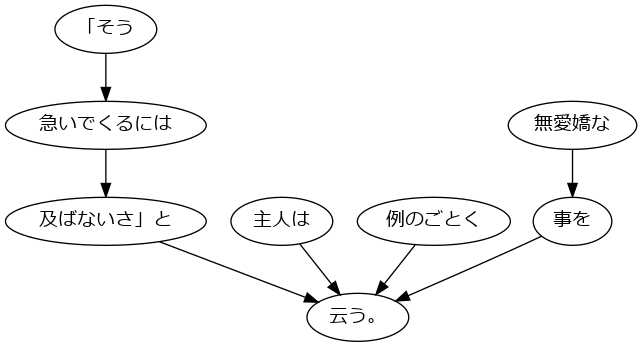 「そう
急いでくるには
無愛嬌な
及ばないさ」と
主人は
例のごとく
事を
云う。